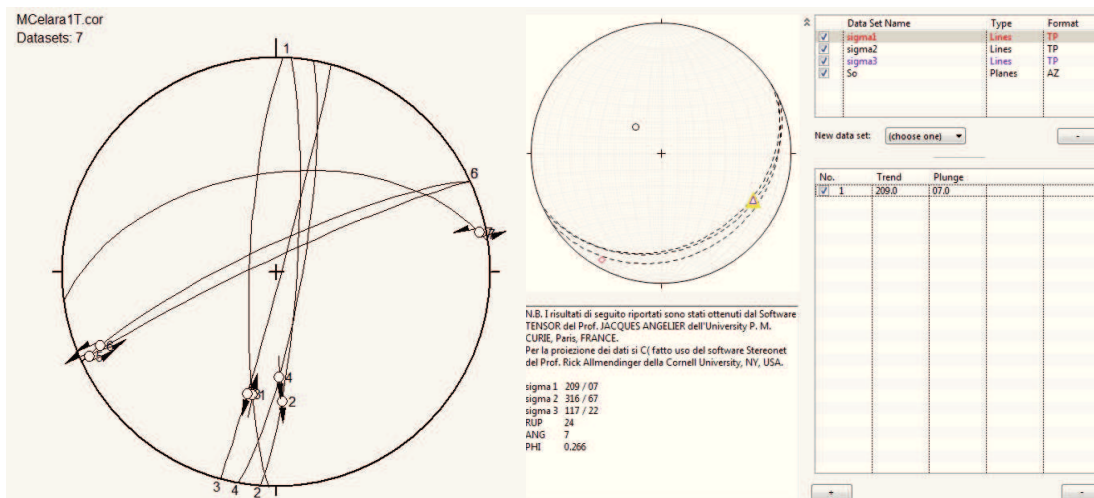 MCelara1T.cor
Datasets: 7
1
6
7
6
5
31
4
2
3
4
2
N.B. I risultati di seguito riportati sono stati ottenuti dal Software
TENSOR del Prof. JACQUES ANGELIER dell'University P. M.
CURIE, Paris, FRANCE.
Per la proiezione dei dati si C( fatto uso del software Stereonet
del Prof. Rick Allmendinger della Cornell University, NY, USA.
sigma 1 209 / 07
sigma 2 316 / 67
sigma 3 117 / 22
RUP 24
ANG 7
PHI 0.266
Data Set Name Type Format
sigma1 Lines TP
sigma2 Lines TP
sigma3 Lines TP
So Planes AZ
New data set: (choose one) -
No. Trend Plunge
1 209.0 07.0
+ -